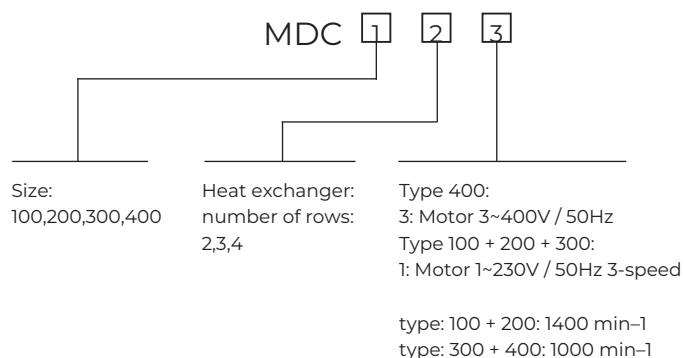 MDC 1 2 3
Size:
100,200,300,400
Heat exchanger:
number of rows:
2,3,4
Type 400:
3: Motor 3~400V / 50Hz
Type 100 + 200 + 300:
1: Motor 1~230V / 50Hz 3-speed
type: 100 + 200: 1400 min–1
type: 300 + 400: 1000 min–1